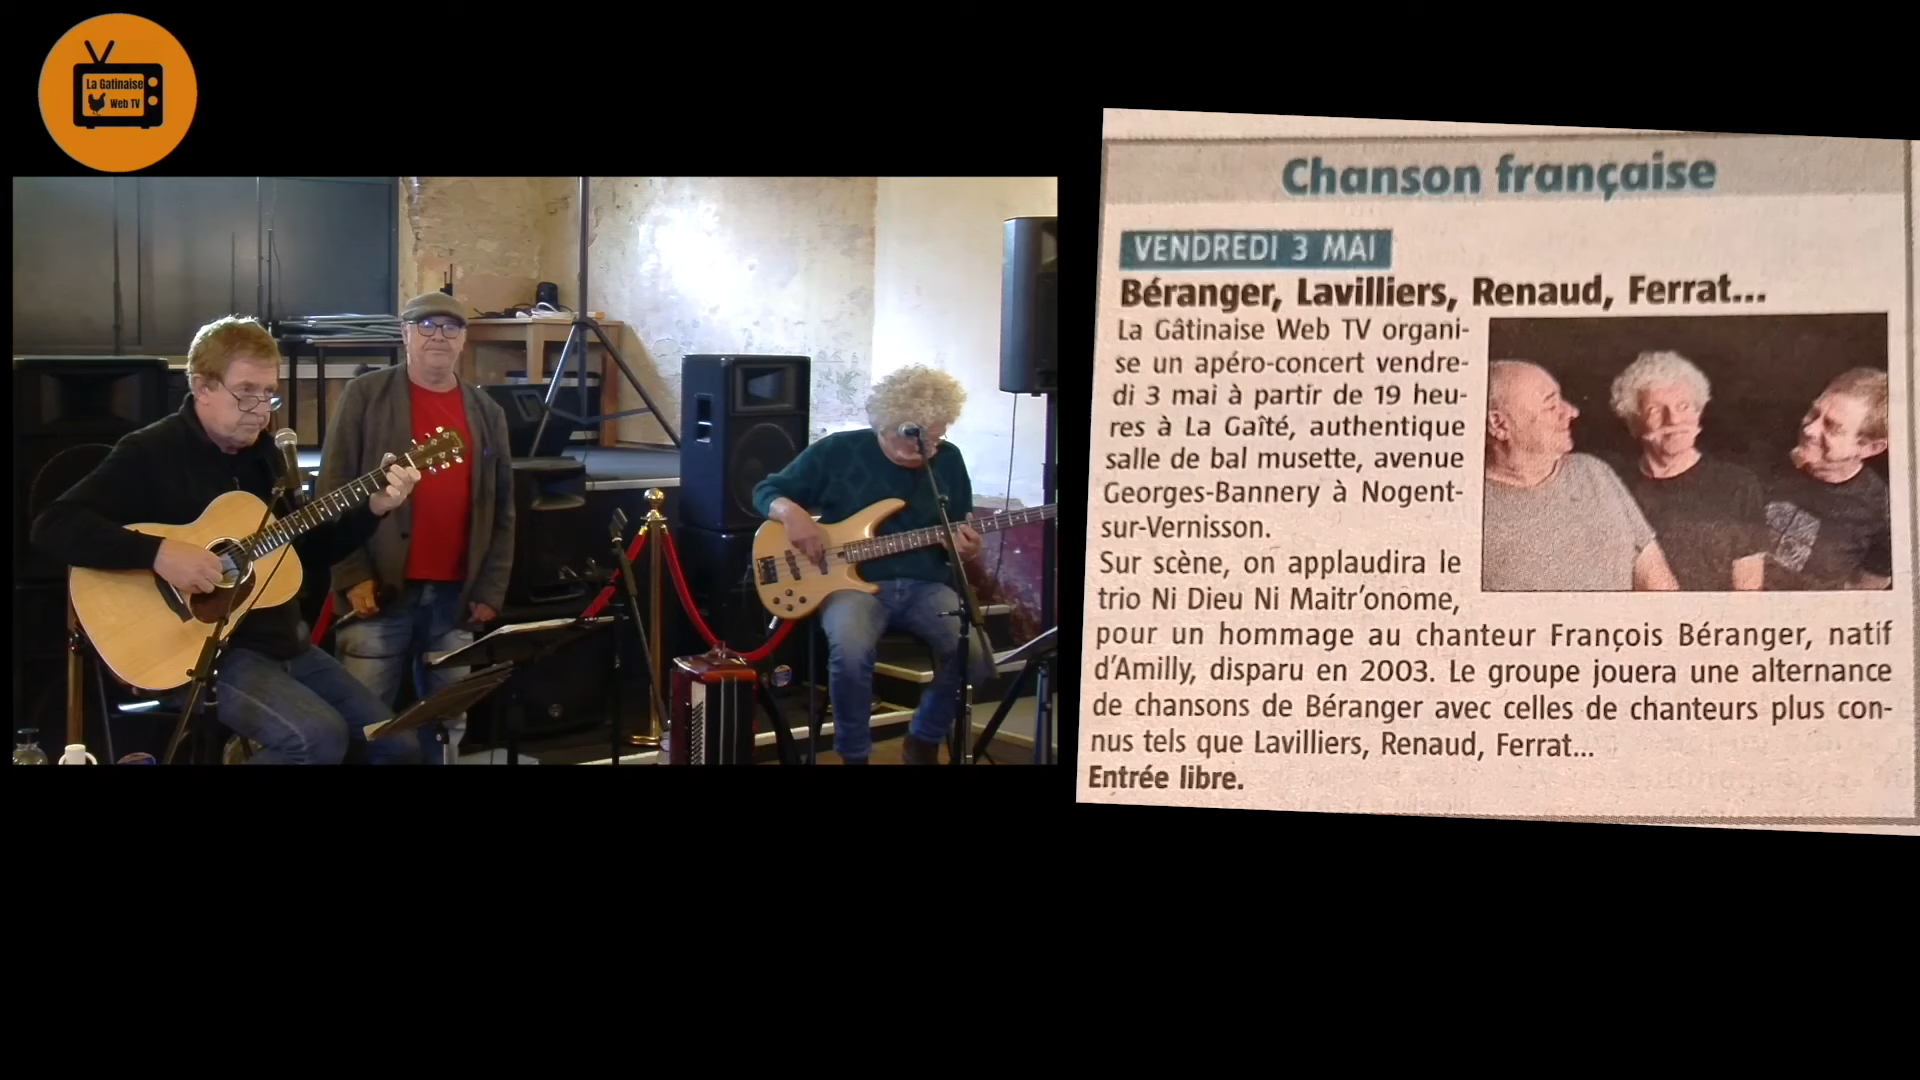 La Gatinaise
Web TV
Chanson française
VENDREDI 3 MAI
Béranger, Lavilliers, Renaud, Ferrat...
La Gâtinaise Web TV organi-
se un apéro-concert vendre-
di 3 mai à partir de 19 heu-
res à La Gaîté, authentique
salle de bal musette, avenue
Georges-Bannery à Nogent-
sur-Vernisson.
Sur scène, on applaudira le
trio Ni Dieu Ni Maitr'onome,
pour un hommage au chanteur François Béranger, natif
d'Amilly, disparu en 2003. Le groupe jouera une alternance
de chansons de Béranger avec celles de chanteurs plus con-
nus tels que Lavilliers, Renaud, Ferrat...
Entrée libre.